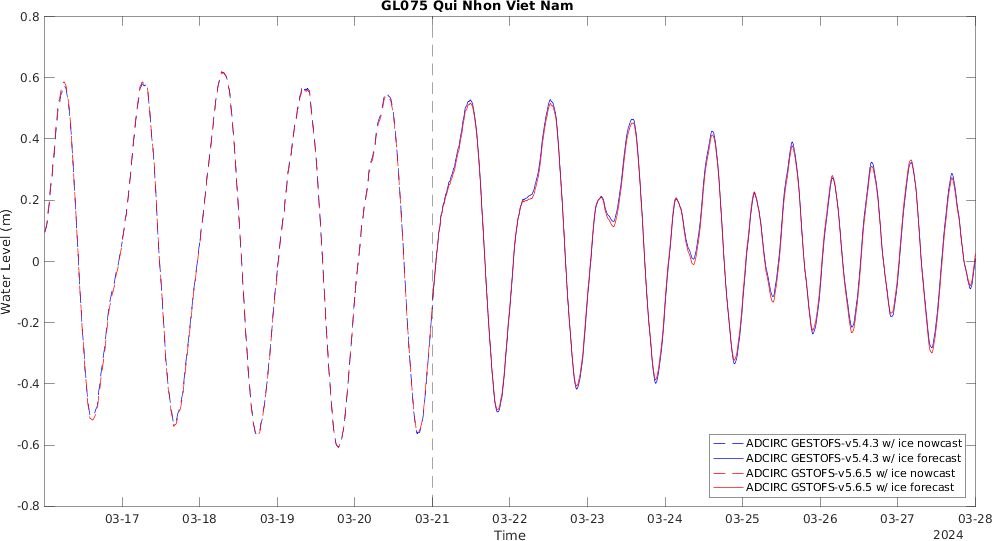 GL075 Qui Nhon Viet Nam
0.8
0.6
0.4
0.2
0
-0.2
-0.4
-0.6
-0.8
Water Level (m)
ADCIRC GESTOFS-v5.4.3 w/ ice nowcast
ADCIRC GESTOFS-v5.4.3 w/ ice forecast
ADCIRC GSTOFS-v5.6.5 w/ ice nowcast
ADCIRC GSTOFS-v5.6.5 w/ ice forecast
03-17 03-18 03-19 03-20 03-21 03-22 03-23 03-24 03-25 03-26 03-27 03-28
Time
2024